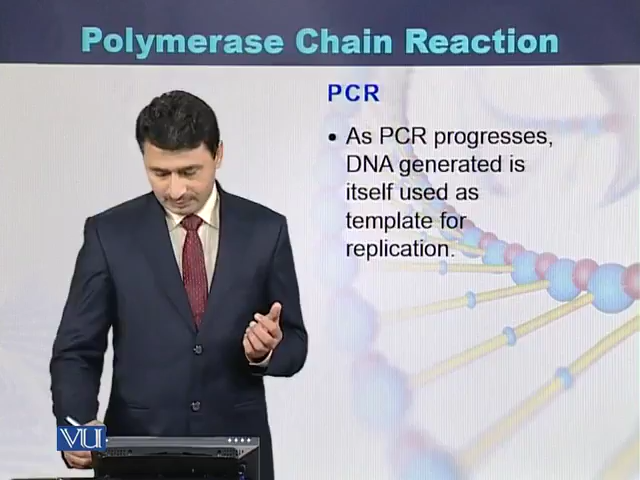 Polymerase Chain Reaction
PCR
• As PCR progresses,
DNA generated is
itself used as
template for
replication.
VU